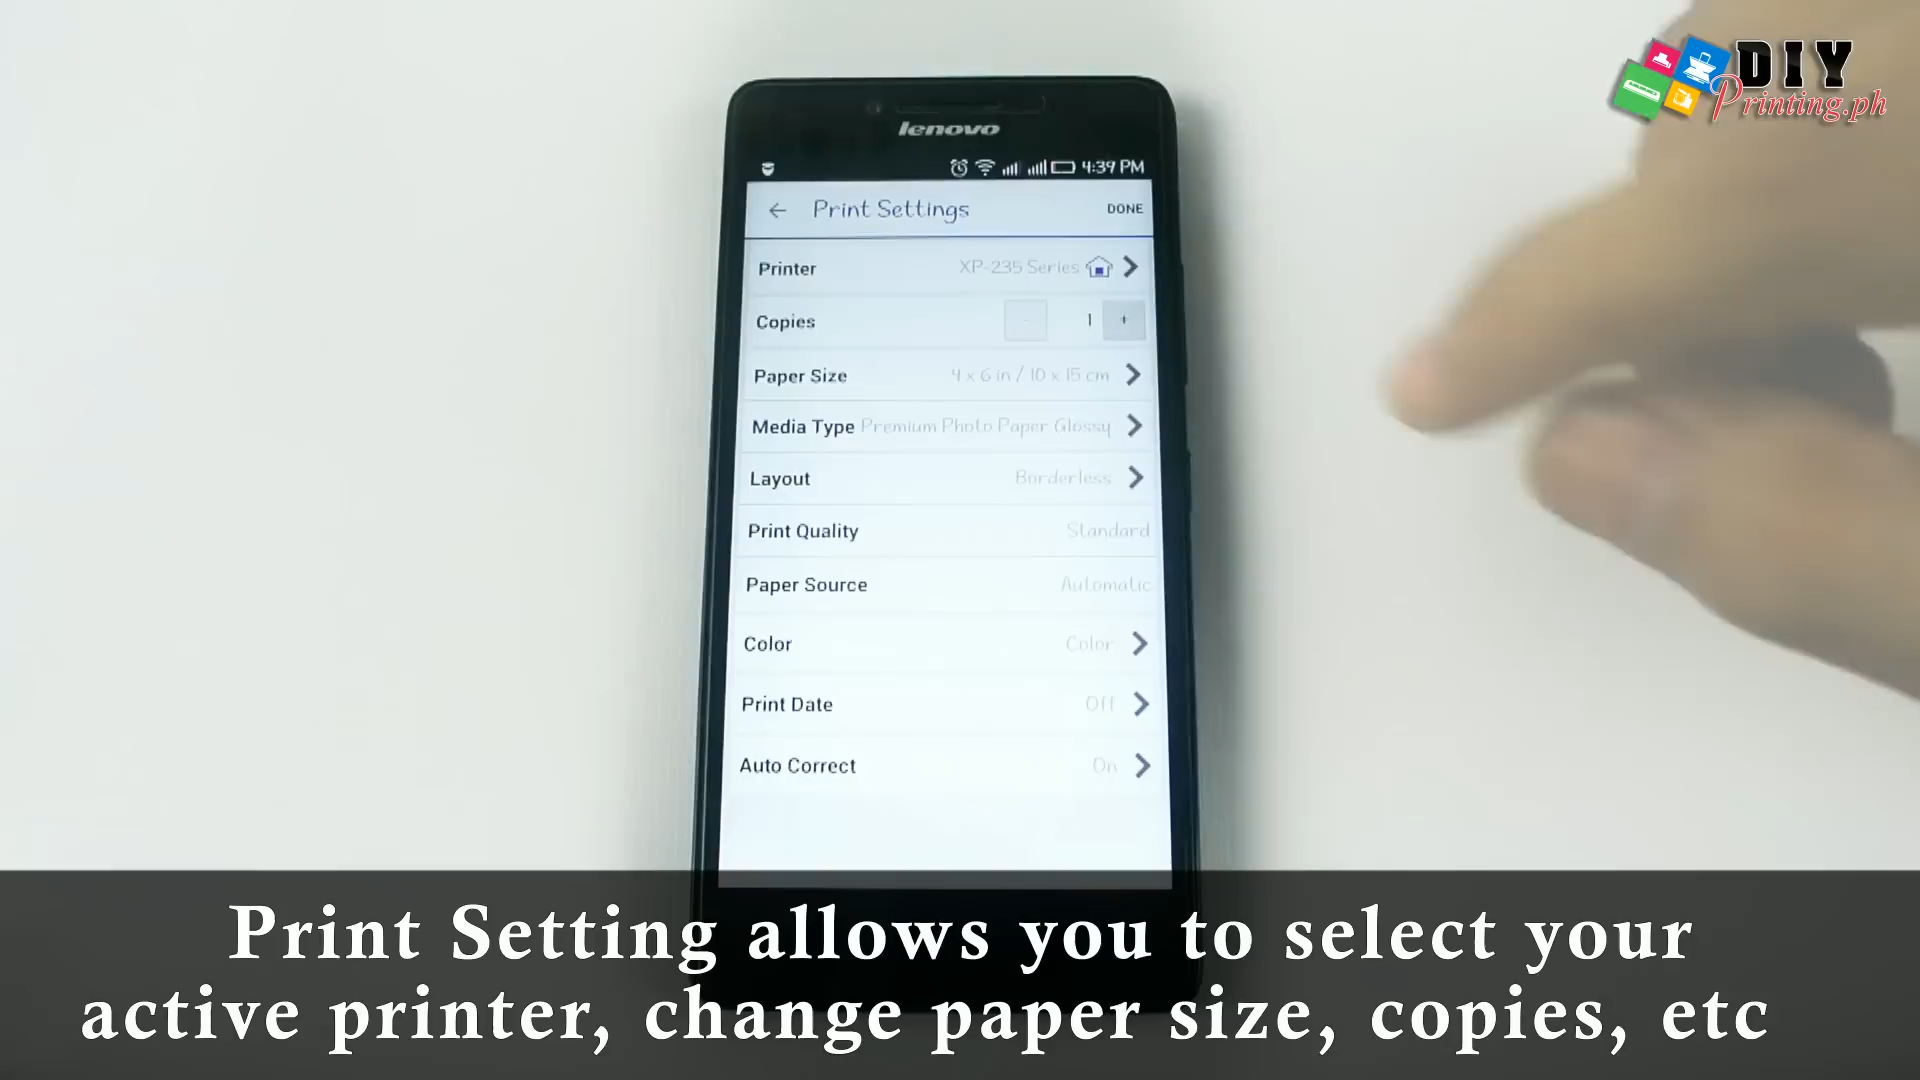 DIY
Printing.ph
lenovo
4:39 PM
Print Settings DONE
Printer XP-235 Series
Copies - 1 +
Paper Size 4 x 6 in / 10 x 15 cm
Media Type Premium Photo Paper Glossy
Layout Borderless
Print Quality Standard
Paper Source Automatic
Color Color
Print Date Off
Auto Correct On
Print Setting allows you to select your
active printer, change paper size, copies, etc